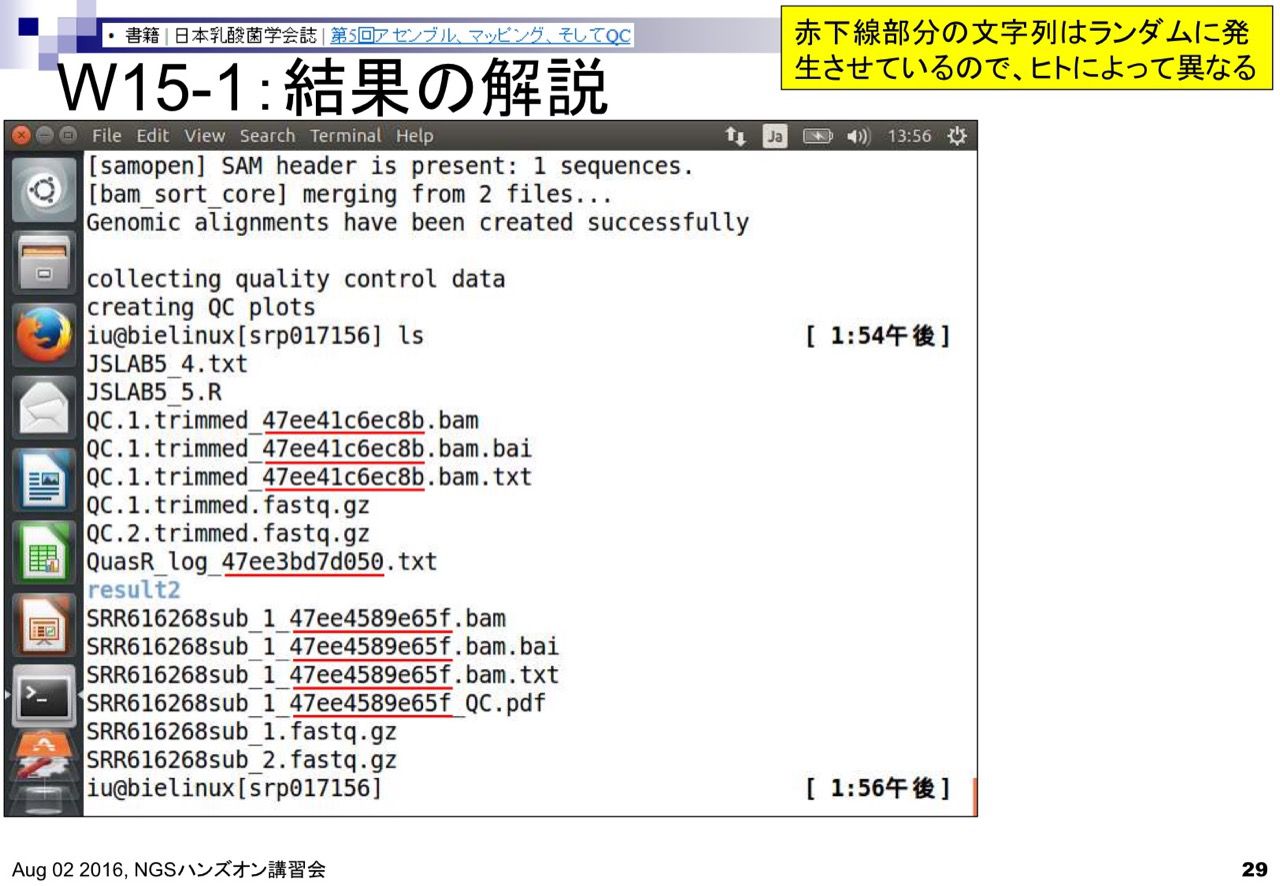 • 書籍 | 日本乳酸菌学会誌 | 第5回アセンブル、マッピング、そしてQC
赤下線部分の文字列はランダムに発
生させているので、ヒトによって異なる
W15-1：結果の解説
File Edit View Search Terminal Help Ja 13:56
[samopen] SAM header is present: 1 sequences.
[bam_sort_core] merging from 2 files...
Genomic alignments have been created successfully
collecting quality control data
creating QC plots
iu@bielinux[srp017156] ls [ 1:54午後]
JSLAB5_4.txt
JSLAB5_5.R
QC.1.trimmed_47ee41c6ec8b.bam
QC.1.trimmed_47ee41c6ec8b.bam.bai
QC.1.trimmed_47ee41c6ec8b.bam.txt
QC.1.trimmed.fastq.gz
QC.2.trimmed.fastq.gz
QuasR_log_47ee3bd7d050.txt
result2
SRR616268sub_1_47ee4589e65f.bam
SRR616268sub_1_47ee4589e65f.bam.bai
SRR616268sub_1_47ee4589e65f.bam.txt
SRR616268sub_1_47ee4589e65f_QC.pdf
SRR616268sub_1.fastq.gz
SRR616268sub_2.fastq.gz
iu@bielinux[srp017156] [ 1:56午後]
Aug 02 2016, NGSハンズオン講習会
29